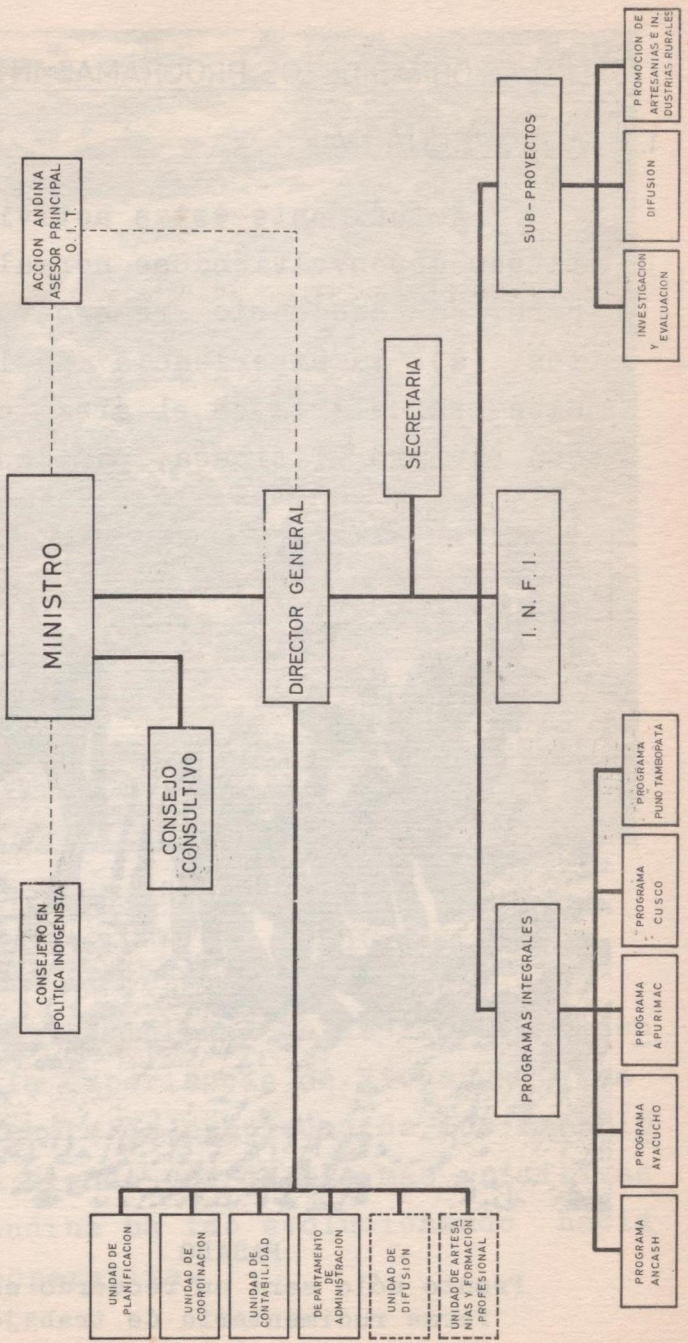 MINISTRO
CONSEJERO EN
POLITICA INDIGENISTA
ACCION ANDINA
ASESOR PRINCIPAL
O. I. T.
CONSEJO
CONSULTIVO
DIRECTOR GENERAL
SECRETARIA
UNIDAD DE
PLANIFICACION
UNIDAD DE
COORDINACION
UNIDAD DE
CONTABILIDAD
DEPARTAMENTO
DE
ADMINISTRACION
UNIDAD DE
DIFUSION
UNIDAD DE ARTESA
NIAS Y FORMACION
PROFESIONAL
PROGRAMAS INTEGRALES
I. N. F. I.
SUB-PROYECTOS
PROGRAMA
ANCASH
PROGRAMA
AYACUCHO
PROGRAMA
APURIMAC
PROGRAMA
CUSCO
PROGRAMA
PUNO TAMBOPATA
INVESTIGACION
Y EVALUACION
DIFUSION
PROMOCION DE
ARTESANIAS E IN.
DUSTRIAS RURALES